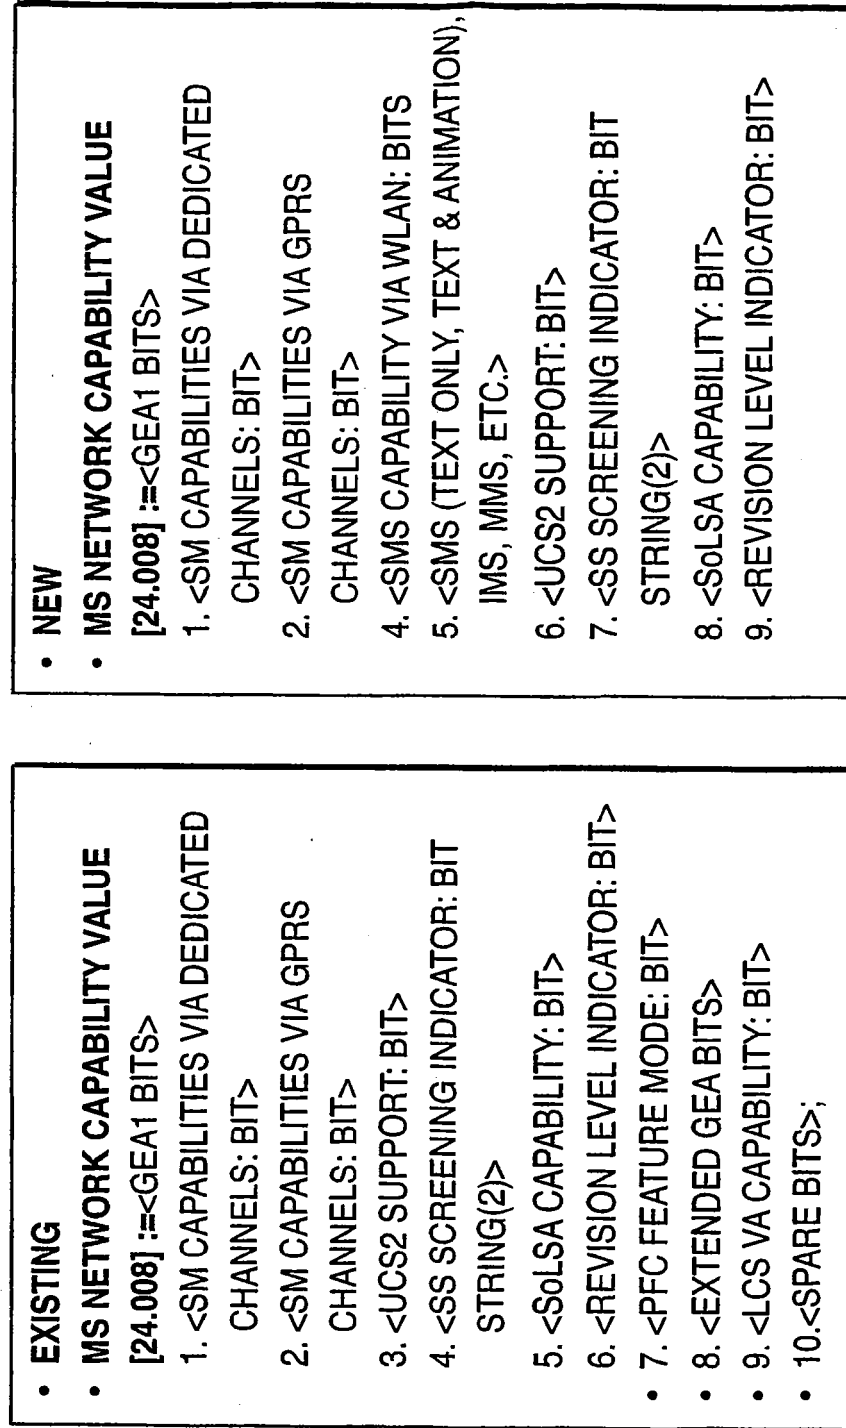 • EXISTING
• MS NETWORK CAPABILITY VALUE
[24.008] :=<GEA1 BITS>
1. <SM CAPABILITIES VIA DEDICATED
CHANNELS: BIT>
2. <SM CAPABILITIES VIA GPRS
CHANNELS: BIT>
3. <UCS2 SUPPORT: BIT>
4. <SS SCREENING INDICATOR: BIT
STRING(2)>
5. <SoLSA CAPABILITY: BIT>
6. <REVISION LEVEL INDICATOR: BIT>
• 7. <PFC FEATURE MODE: BIT>
• 8. <EXTENDED GEA BITS>
• 9. <LCS VA CAPABILITY: BIT>
• 10.<SPARE BITS>;
• NEW
• MS NETWORK CAPABILITY VALUE
[24.008] :=<GEA1 BITS>
1. <SM CAPABILITIES VIA DEDICATED
CHANNELS: BIT>
2. <SM CAPABILITIES VIA GPRS
CHANNELS: BIT>
4. <SMS CAPABILITY VIA WLAN: BITS
5. <SMS (TEXT ONLY, TEXT & ANIMATION),
IMS, MMS, ETC.>
6. <UCS2 SUPPORT: BIT>
7. <SS SCREENING INDICATOR: BIT
STRING(2)>
8. <SoLSA CAPABILITY: BIT>
9. <REVISION LEVEL INDICATOR: BIT>